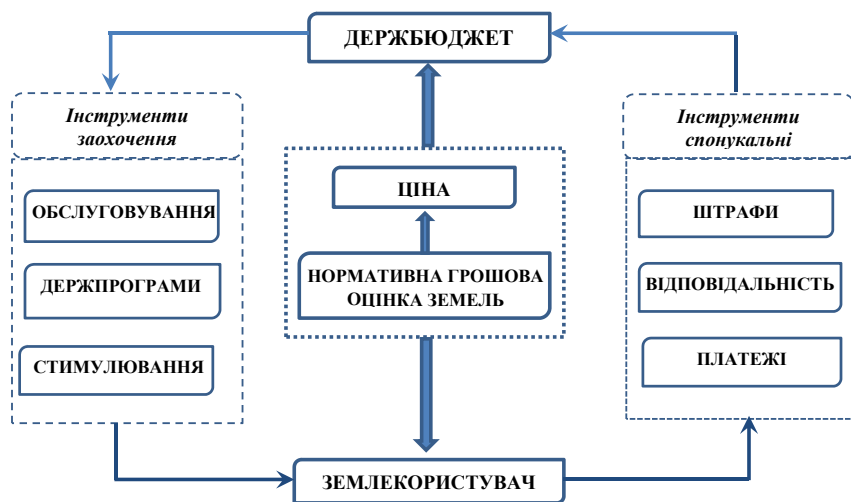 ДЕРЖБЮДЖЕТ
Інструменти
заохочення
ОБСЛУГОВУВАННЯ
ДЕРЖПРОГРАМИ
СТИМУЛЮВАННЯ
ЦІНА
НОРМАТИВНА ГРОШОВА
ОЦІНКА ЗЕМЕЛЬ
Інструменти
спонукальні
ШТРАФИ
ВІДПОВІДАЛЬНІСТЬ
ПЛАТЕЖІ
ЗЕМЛЕКОРИСТУВАЧ